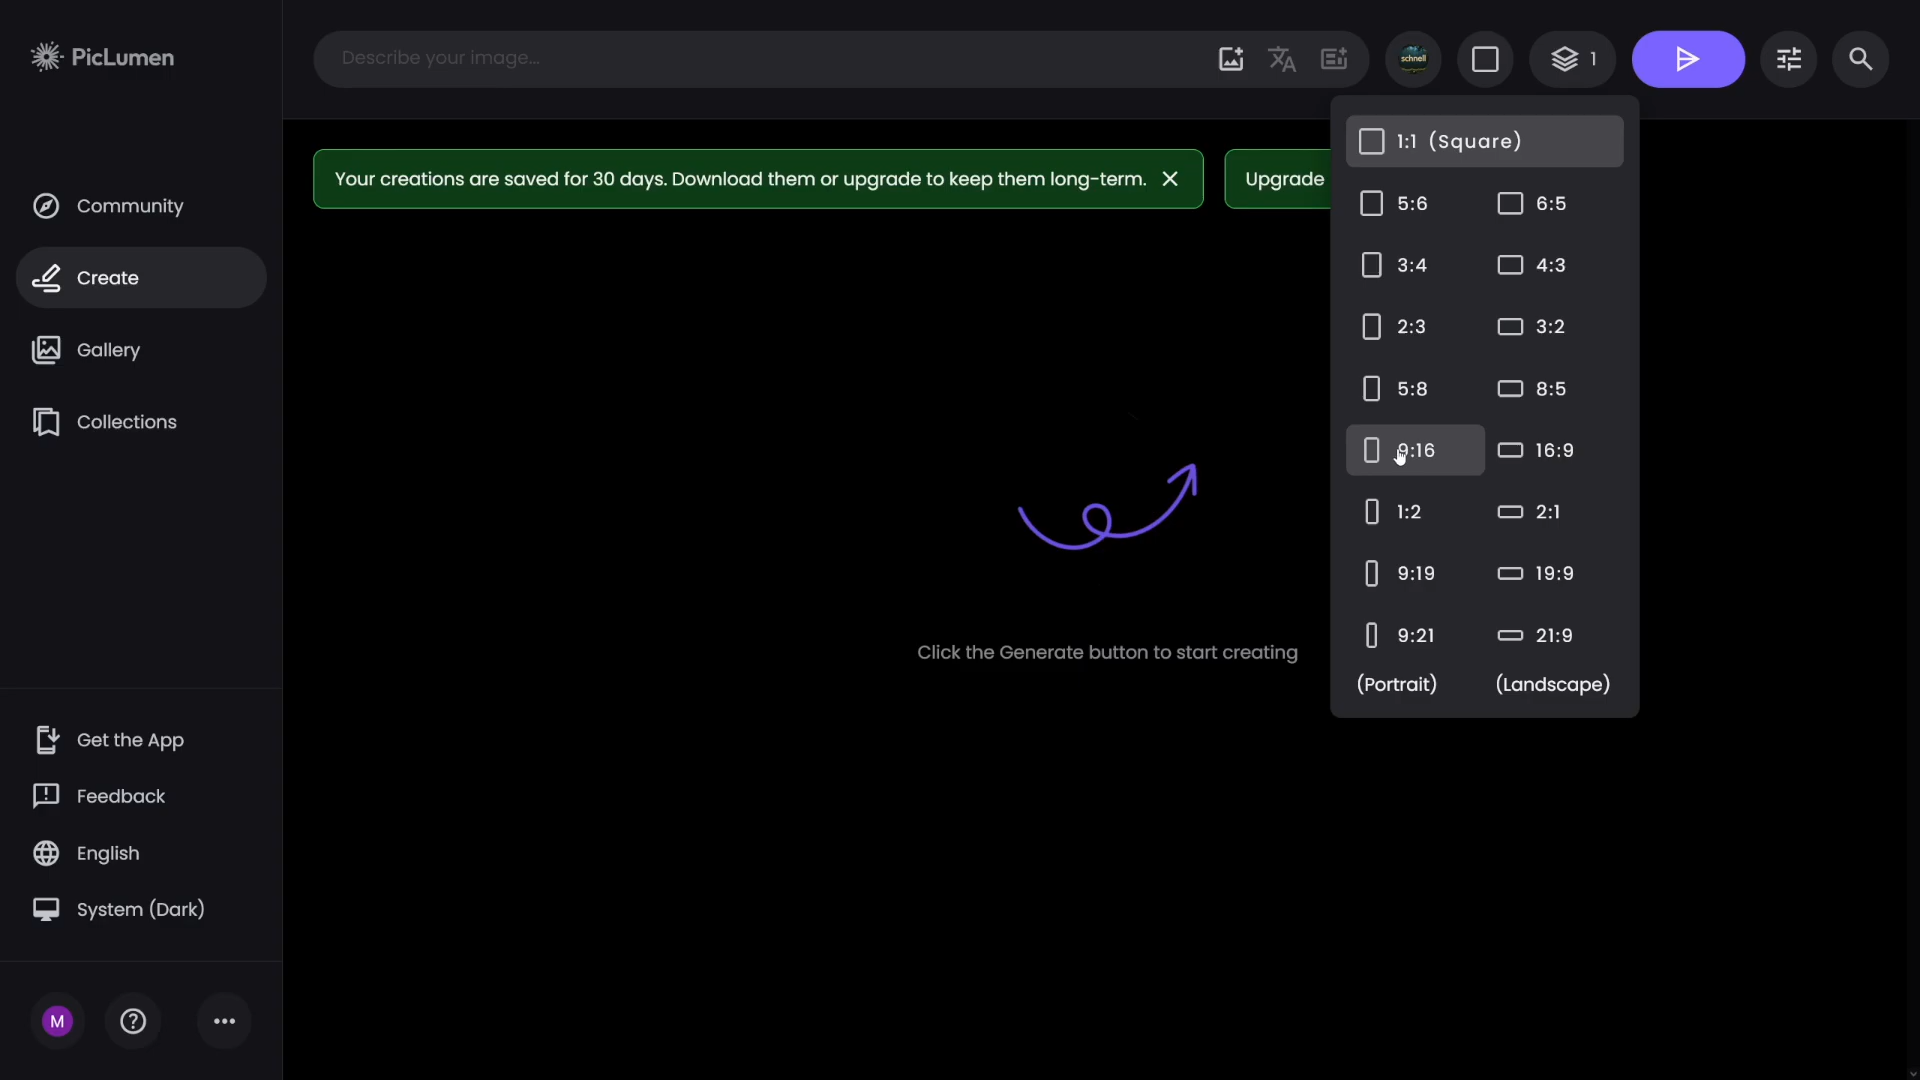 PicLumen
Describe your image...
schnell
1
1:1 (Square)
Your creations are saved for 30 days. Download them or upgrade to keep them long-term.
Upgrade
5:6 6:5
3:4 4:3
2:3 3:2
5:8 8:5
9:16 16:9
1:2 2:1
9:19 19:9
9:21 21:9
(Portrait) (Landscape)
Community
Create
Gallery
Collections
Click the Generate button to start creating
Get the App
Feedback
English
System (Dark)
M